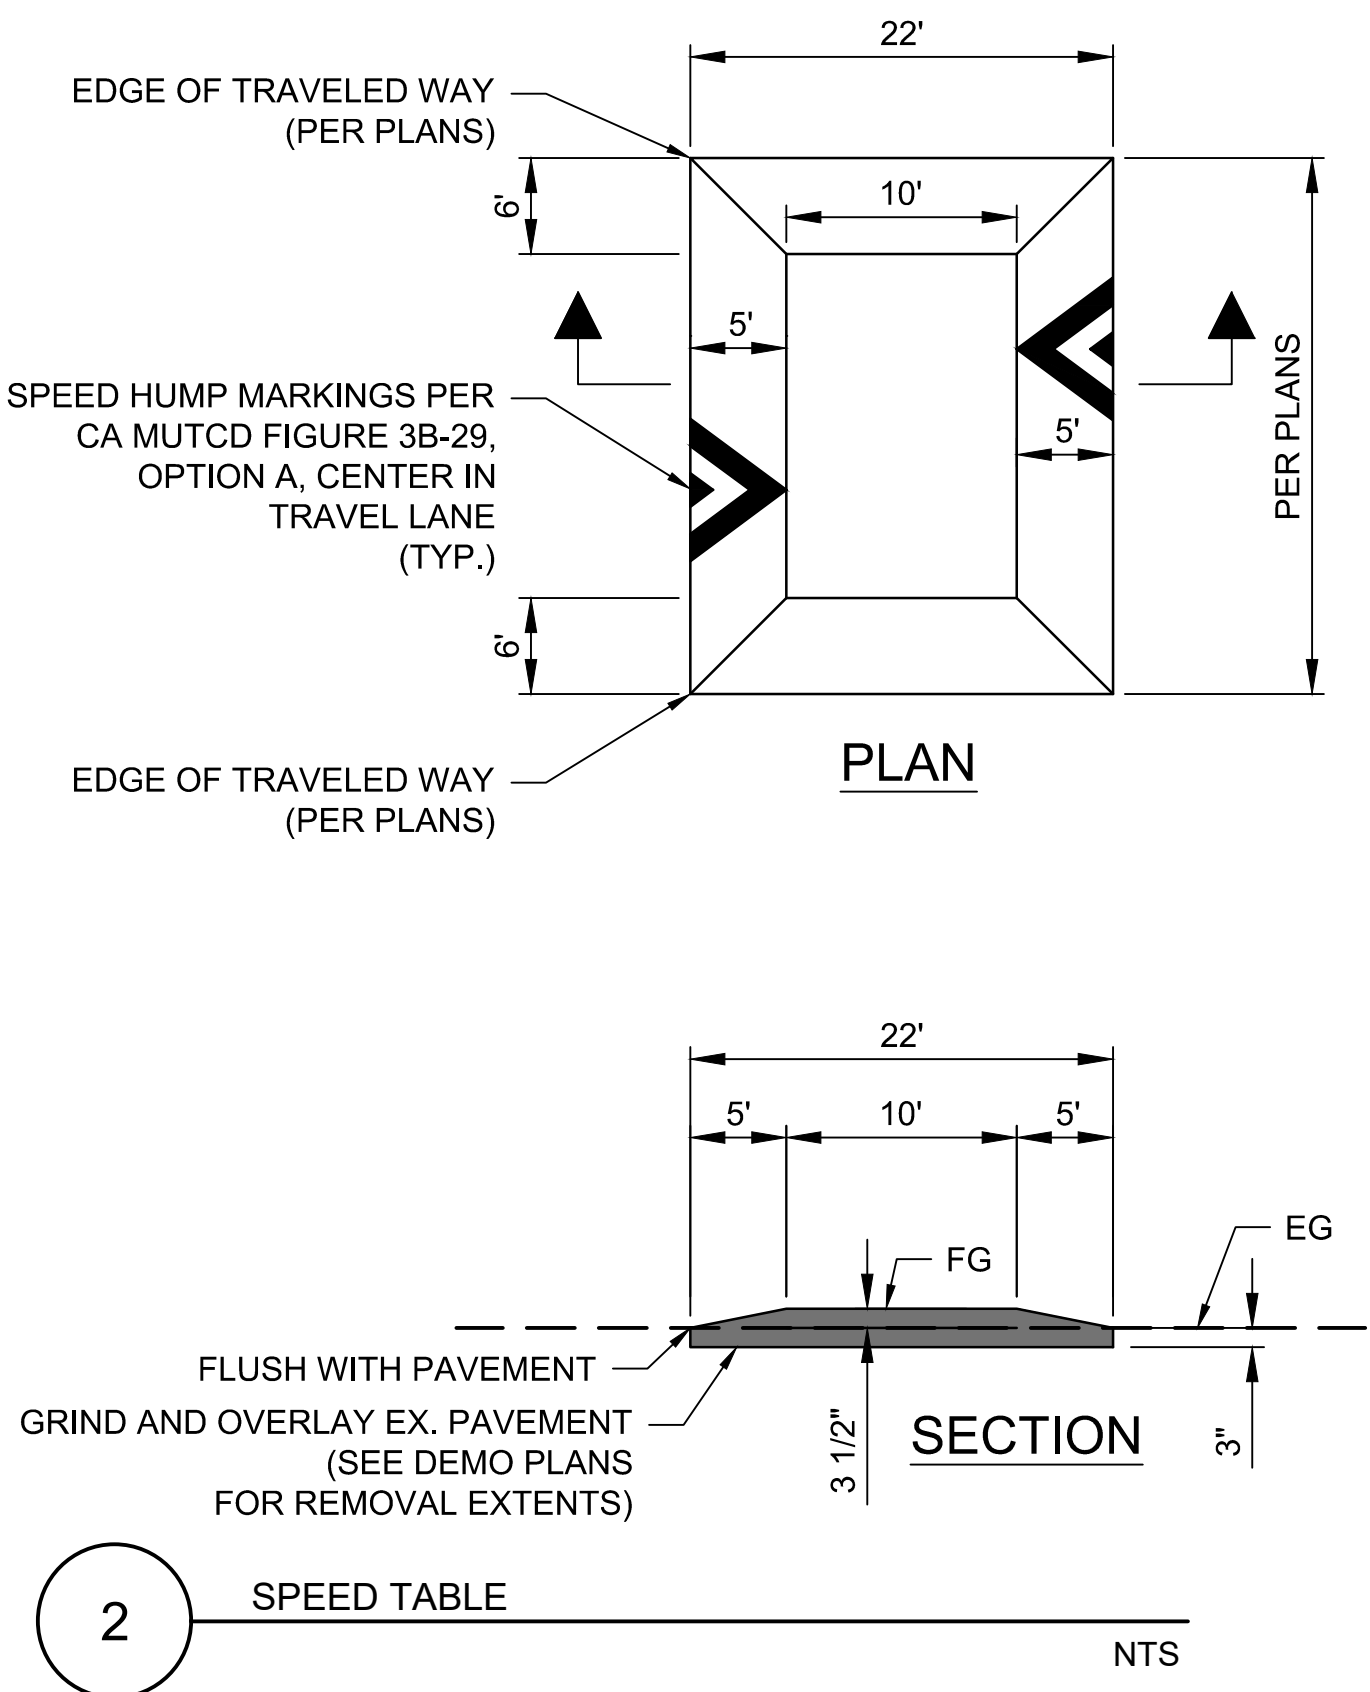 22'
EDGE OF TRAVELED WAY
(PER PLANS)
6'
10'
5'
SPEED HUMP MARKINGS PER
CA MUTCD FIGURE 3B-29,
OPTION A, CENTER IN
TRAVEL LANE
(TYP.)
5'
PER PLANS
6'
EDGE OF TRAVELED WAY
(PER PLANS)
PLAN
22'
5'
10'
5'
EG
FG
FLUSH WITH PAVEMENT
GRIND AND OVERLAY EX. PAVEMENT
(SEE DEMO PLANS
FOR REMOVAL EXTENTS)
3 1/2"
SECTION
3"
2
SPEED TABLE
NTS